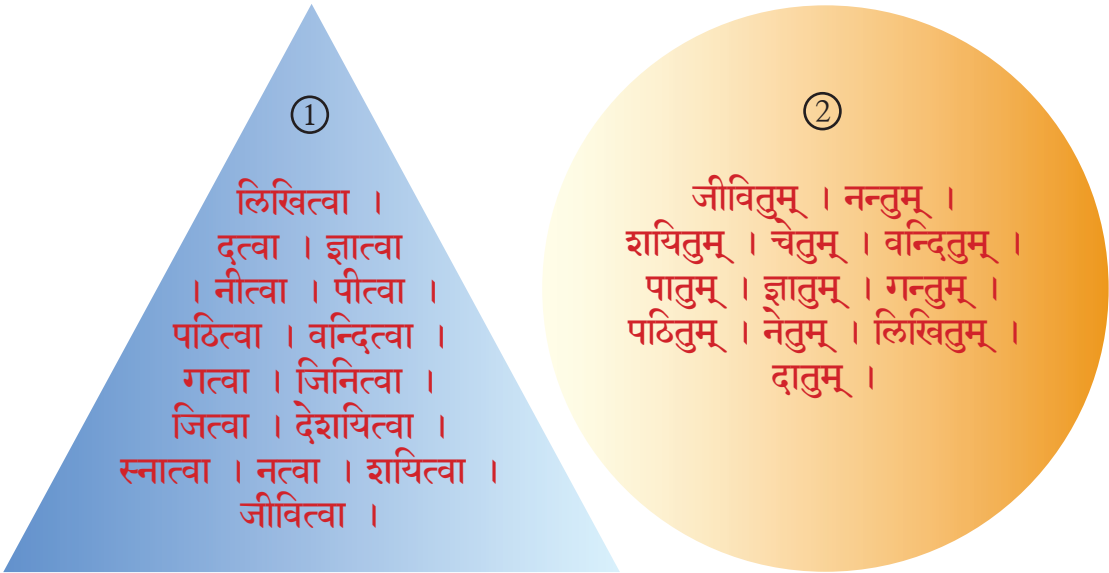 ①
लिखित्वा ।
दत्वा । ज्ञात्वा
। नीत्वा । पीत्वा ।
पठित्वा । वन्दित्वा ।
गत्वा । जिनित्वा ।
जित्वा । देशयित्वा ।
स्नात्वा । नत्वा । शयित्वा ।
जीवित्वा ।
②
जीवितुम् । नन्तुम् ।
शयितुम् । चेतुम् । वन्दितुम् ।
पातुम् । ज्ञातुम् । गन्तुम् ।
पठितुम् । नेतुम् । लिखितुम् ।
दातुम् ।